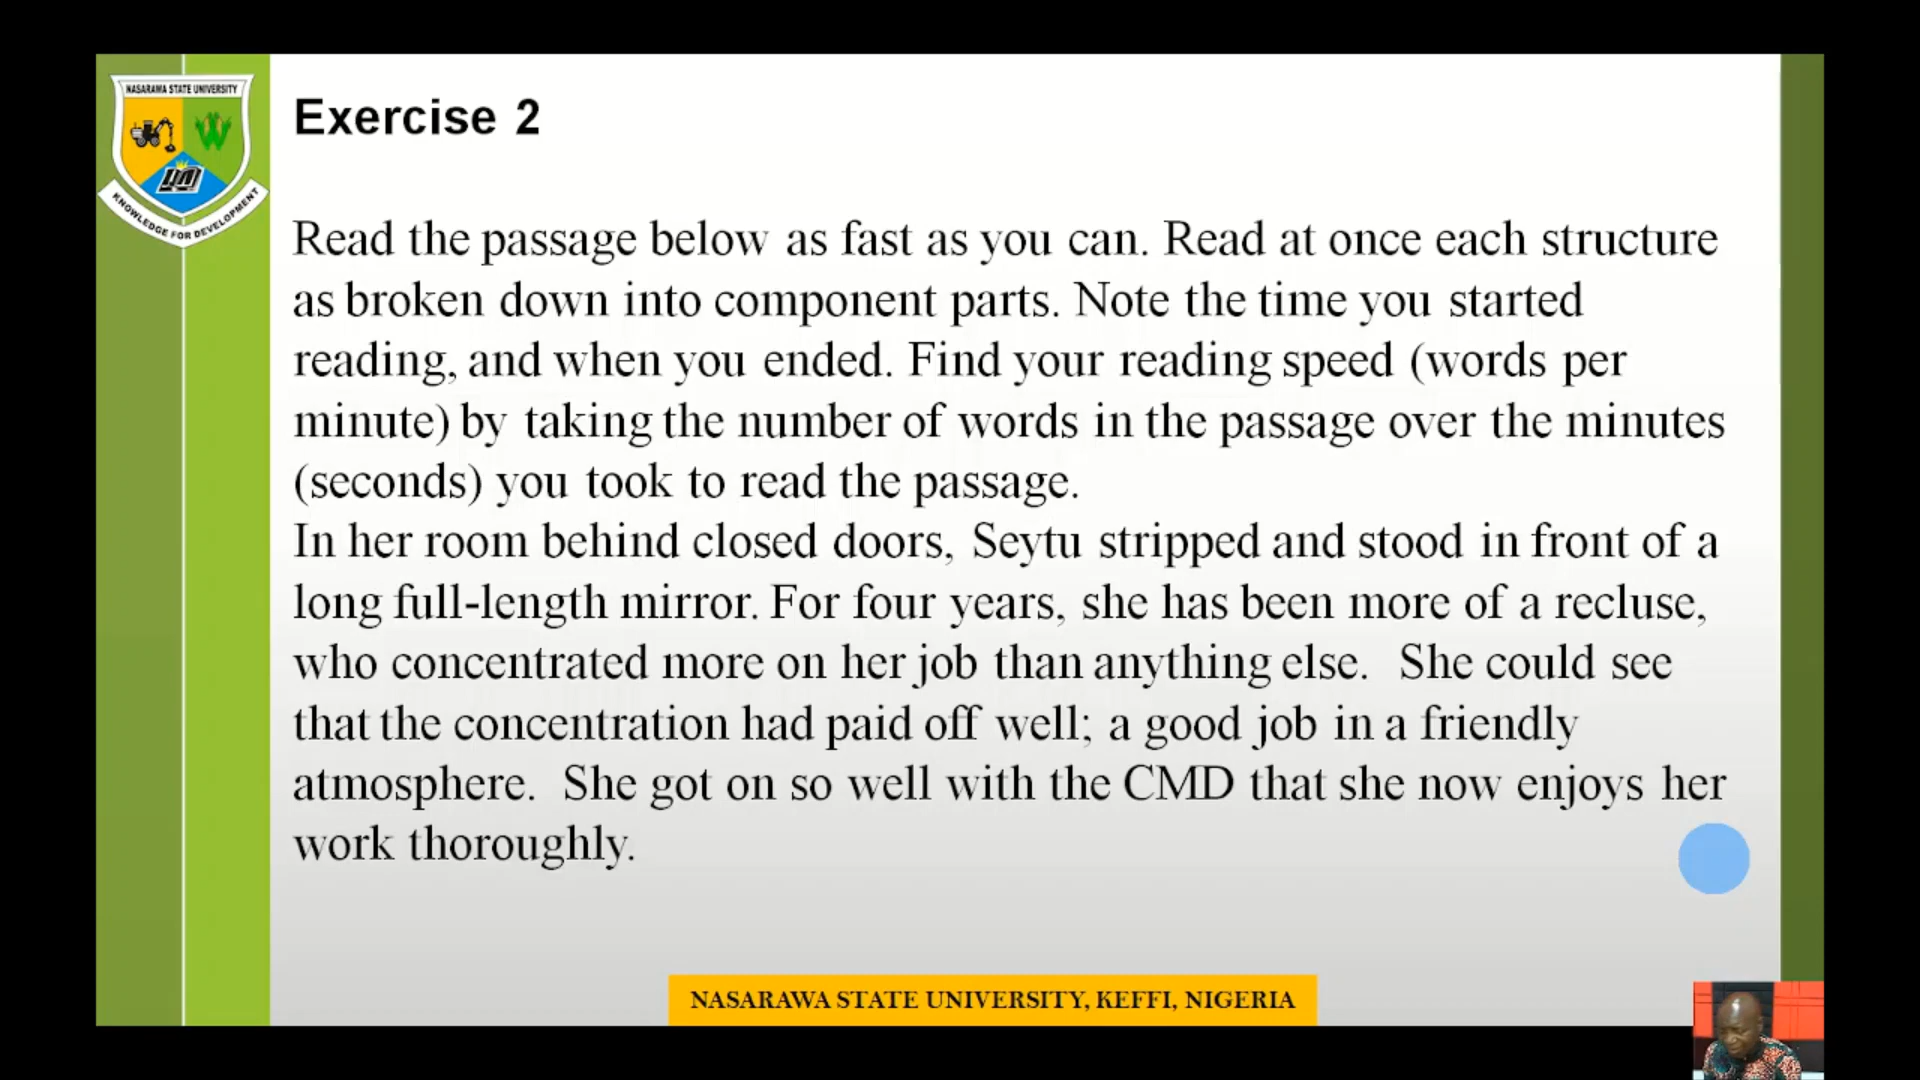 NASARAWA STATE UNIVERSITY
KNOWLEDGE FOR DEVELOPMENT
Exercise 2
Read the passage below as fast as you can. Read at once each structure
as broken down into component parts. Note the time you started
reading, and when you ended. Find your reading speed (words per
minute) by taking the number of words in the passage over the minutes
(seconds) you took to read the passage.
In her room behind closed doors, Seytu stripped and stood in front of a
long full-length mirror. For four years, she has been more of a recluse,
who concentrated more on her job than anything else. She could see
that the concentration had paid off well; a good job in a friendly
atmosphere. She got on so well with the CMD that she now enjoys her
work thoroughly.
NASARAWA STATE UNIVERSITY, KEFFI, NIGERIA